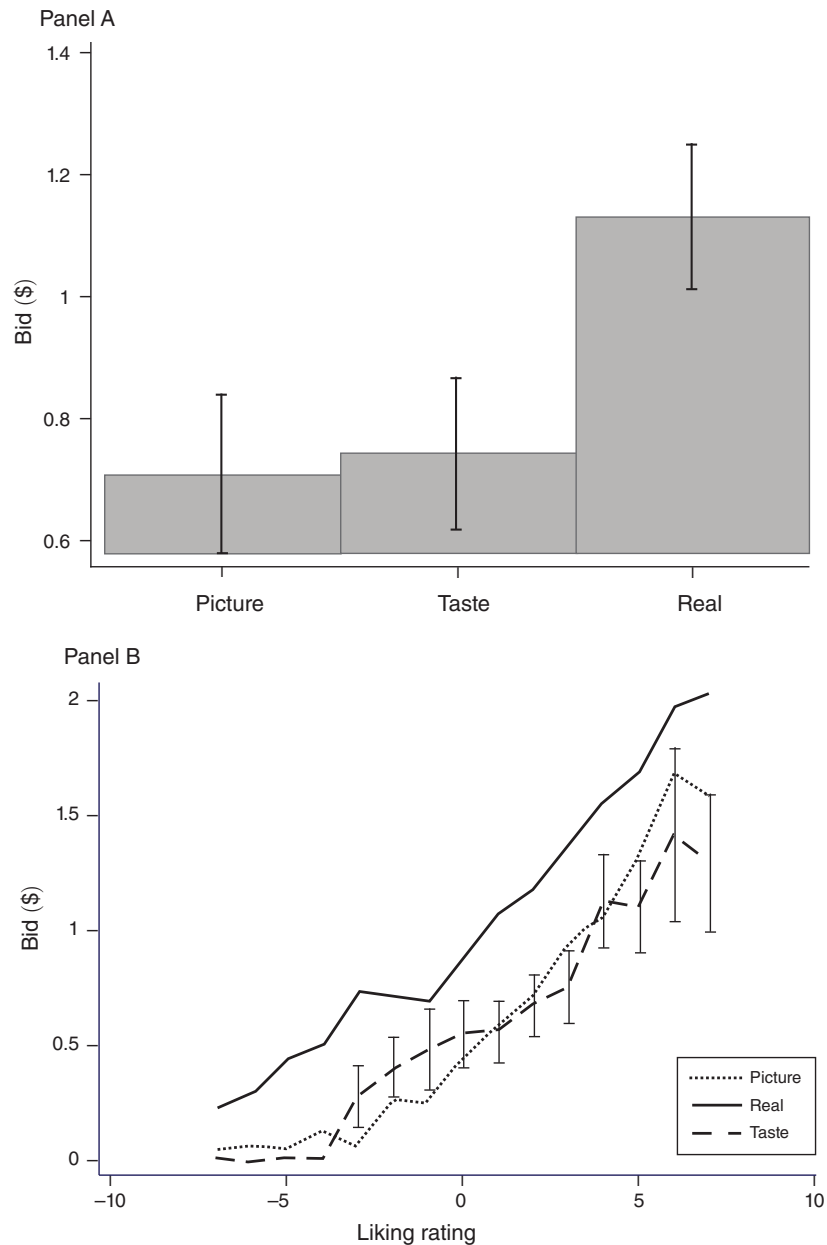 Panel A
1.4
1.2
1
0.8
0.6
Bid ($)
Picture Taste Real
Panel B
2
1.5
1
0.5
0
Bid ($)
Picture
Real
Taste
−10 −5 0 5 10
Liking rating